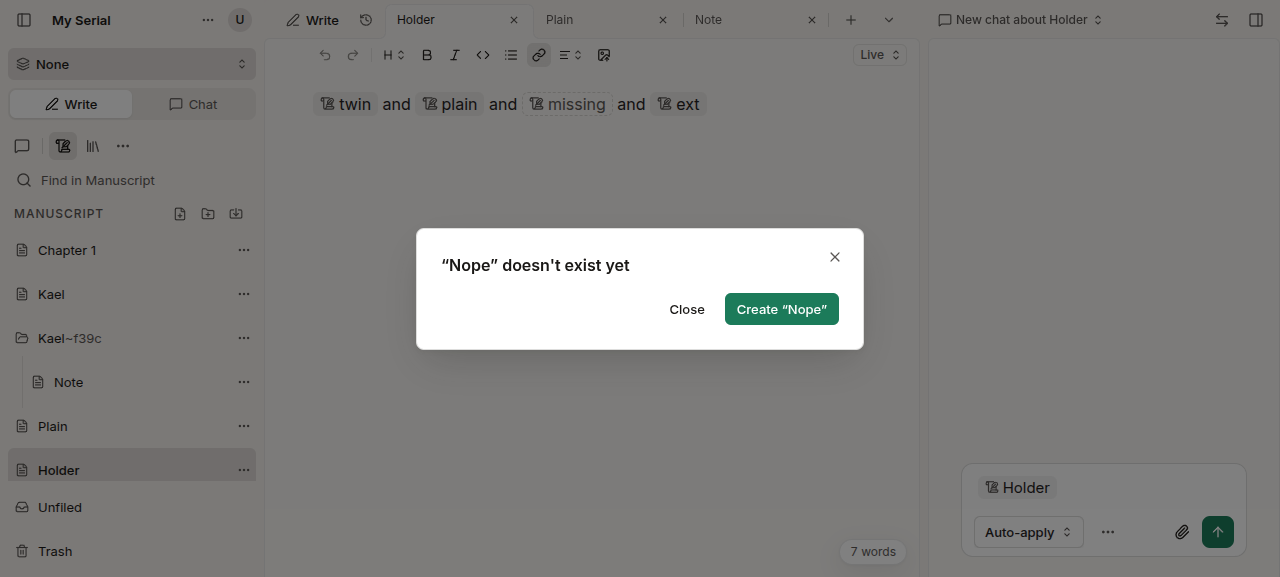 My Serial
U
Write
Holder
Plain
Note
New chat about Holder
None
H
B
I
Live
Write
Chat
twin and plain and missing and ext
Find in Manuscript
MANUSCRIPT
Chapter 1
Kael
Kael~f39c
Note
Plain
Holder
Unfiled
Trash
“Nope” doesn't exist yet
Close
Create “Nope”
7 words
Holder
Auto-apply